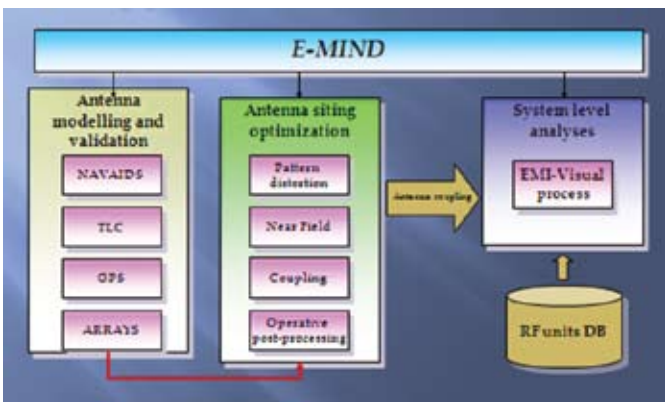 E-MIND
Antenna
modelling and
validation
NAVAIDS
TLC
GPS
ARRAYS
Antenna siting
optimization
Pattern
distortion
Near Field
Coupling
Operative
post-processing
Antenna coupling
System level
analyses
EMI-Visual
process
RF units DB